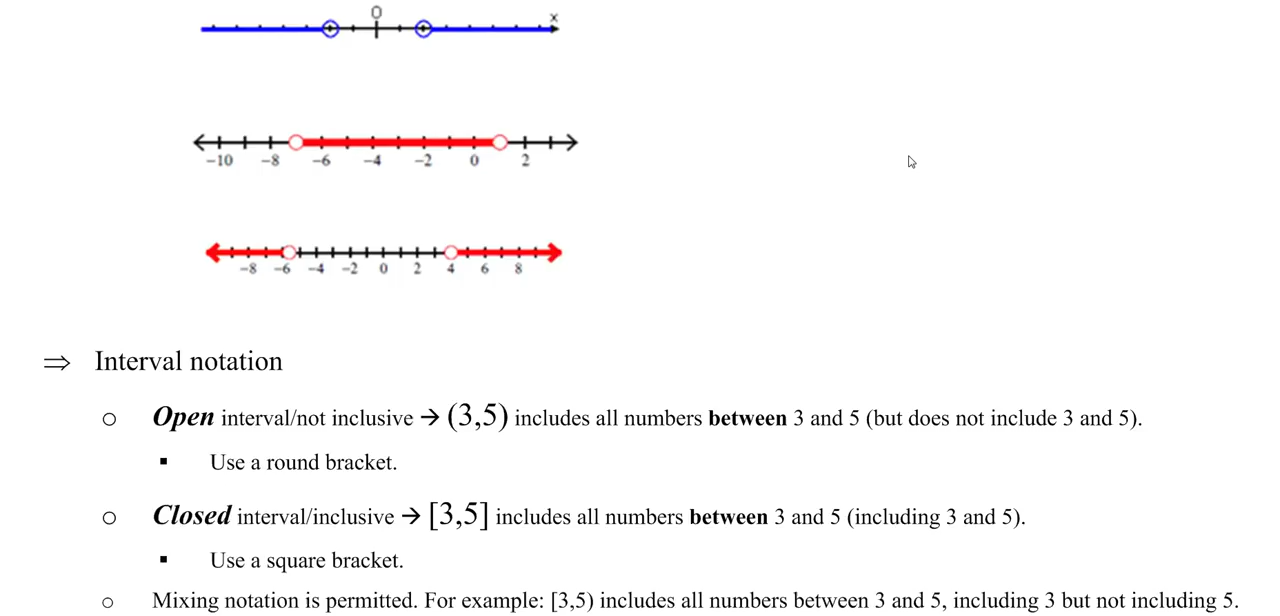 0 x
-10 -8 -6 -4 -2 0 2
-8 -6 -4 -2 0 2 4 6 8
⇒ Interval notation
o Open interval/not inclusive → (3,5) includes all numbers between 3 and 5 (but does not include 3 and 5).
▪ Use a round bracket.
o Closed interval/inclusive → [3,5] includes all numbers between 3 and 5 (including 3 and 5).
▪ Use a square bracket.
o Mixing notation is permitted. For example: [3,5) includes all numbers between 3 and 5, including 3 but not including 5.